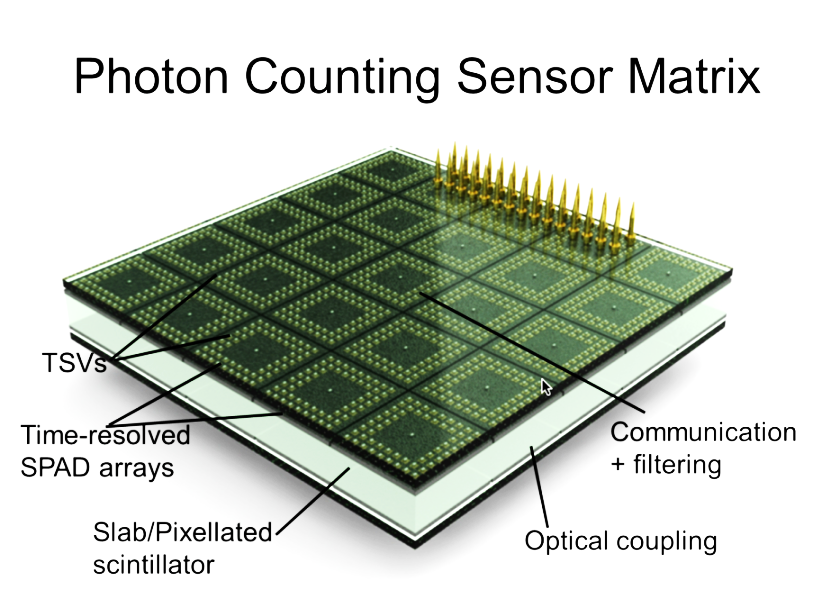 Photon Counting Sensor Matrix
TSVs
Time-resolved
SPAD arrays
Slab/Pixellated
scintillator
Communication
+ filtering
Optical coupling